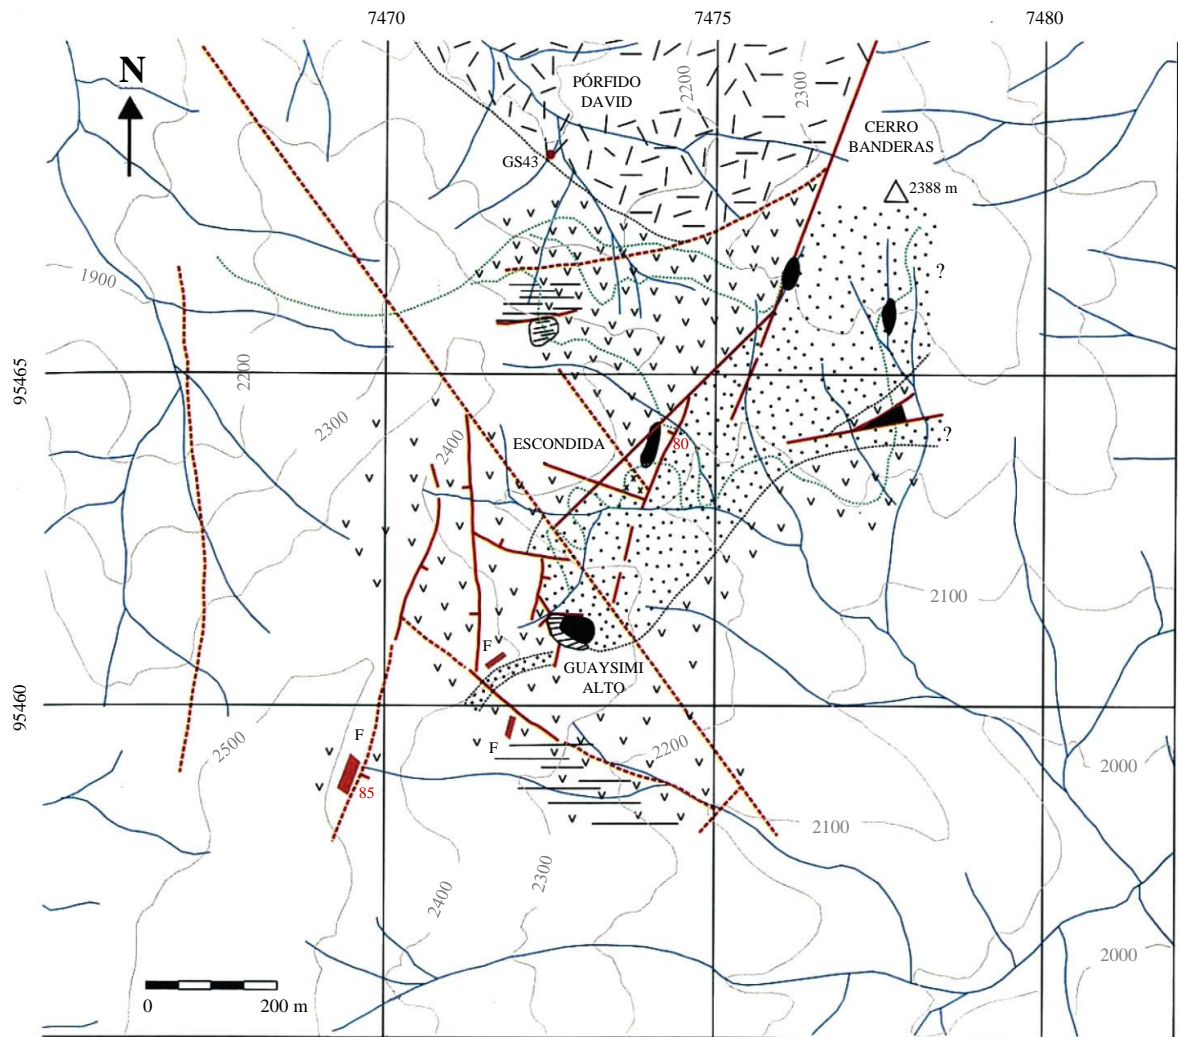 7470
7475
7480
N
PÓRFIDO
DAVID
2200
2300
CERRO
BANDERAS
GS43
2388 m
1900
?
95465
2200
2300
2400
ESCONDIDA
80
?
2100
F
GUAYSIMI
ALTO
95460
F
F
2500
2200
2000
85
2100
2400
2300
2000
0
200 m